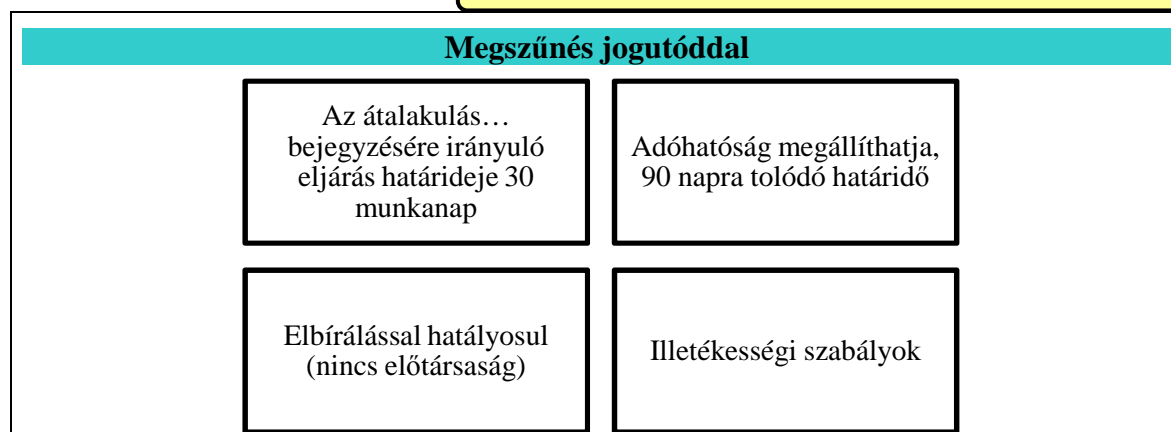 Megszűnés jogutóddal
Az átalakulás…
bejegyzésére irányuló
eljárás határideje 30
munkanap
Adóhatóság megállíthatja,
90 napra tolódó határidő
Elbírálással hatályosul
(nincs előtársaság)
Illetékességi szabályok